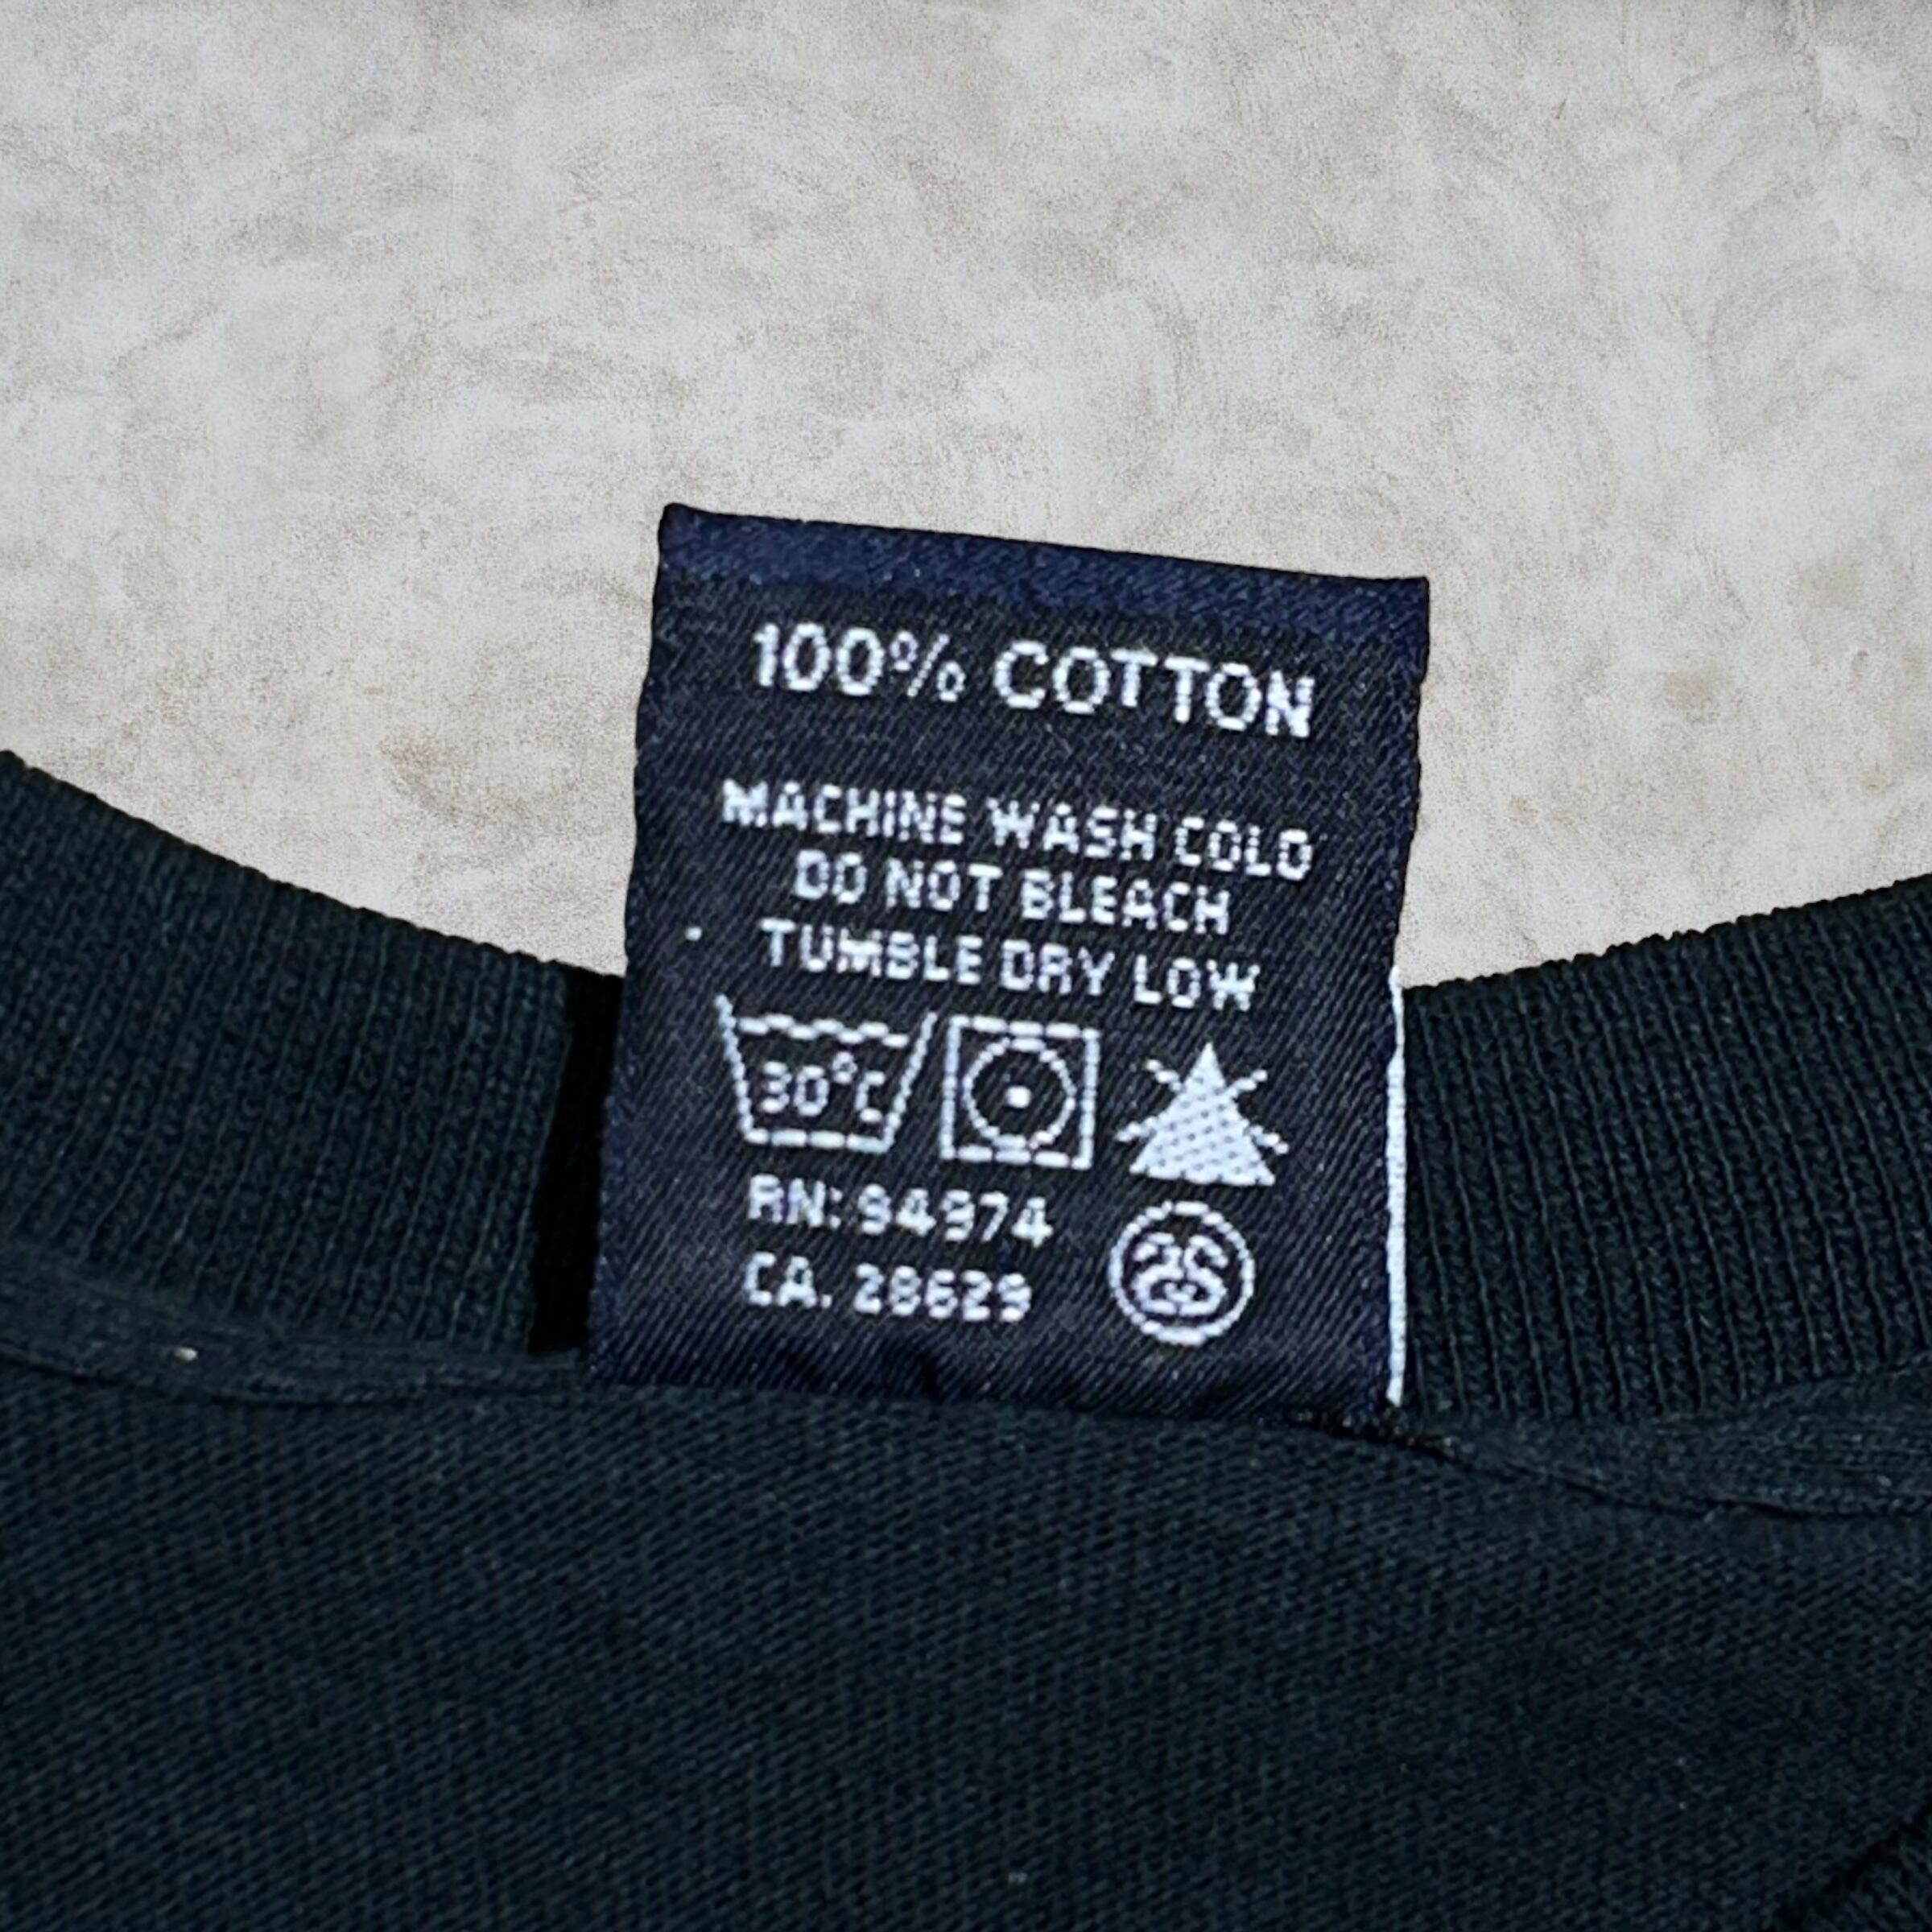 100% COTTON
MACHINE WASH COLD
DO NOT BLEACH
TUMBLE DRY LOW
30°C
RN: 94974
CA. 28629